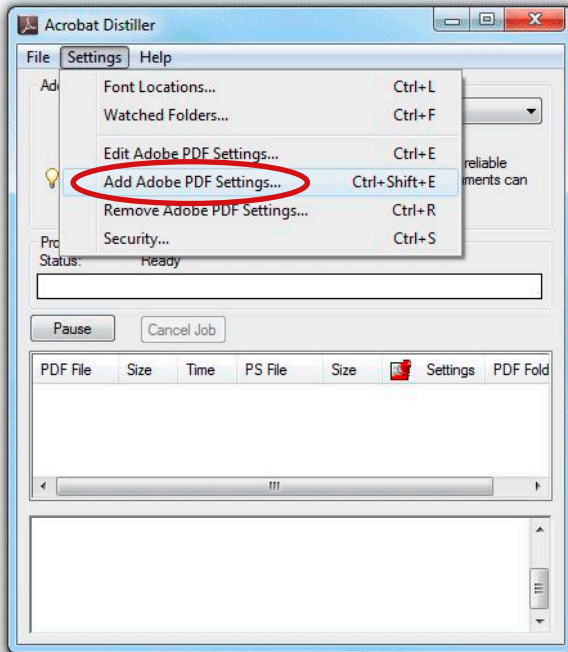 Acrobat Distiller
File Settings Help
Font Locations... Ctrl+L
Watched Folders... Ctrl+F
Edit Adobe PDF Settings... Ctrl+E
reliable
Add Adobe PDF Settings... Ctrl+Shift+E
ments can
Remove Adobe PDF Settings... Ctrl+R
Security... Ctrl+S
Status: Ready
Pause Cancel Job
PDF File Size Time PS File Size Settings PDF Fold